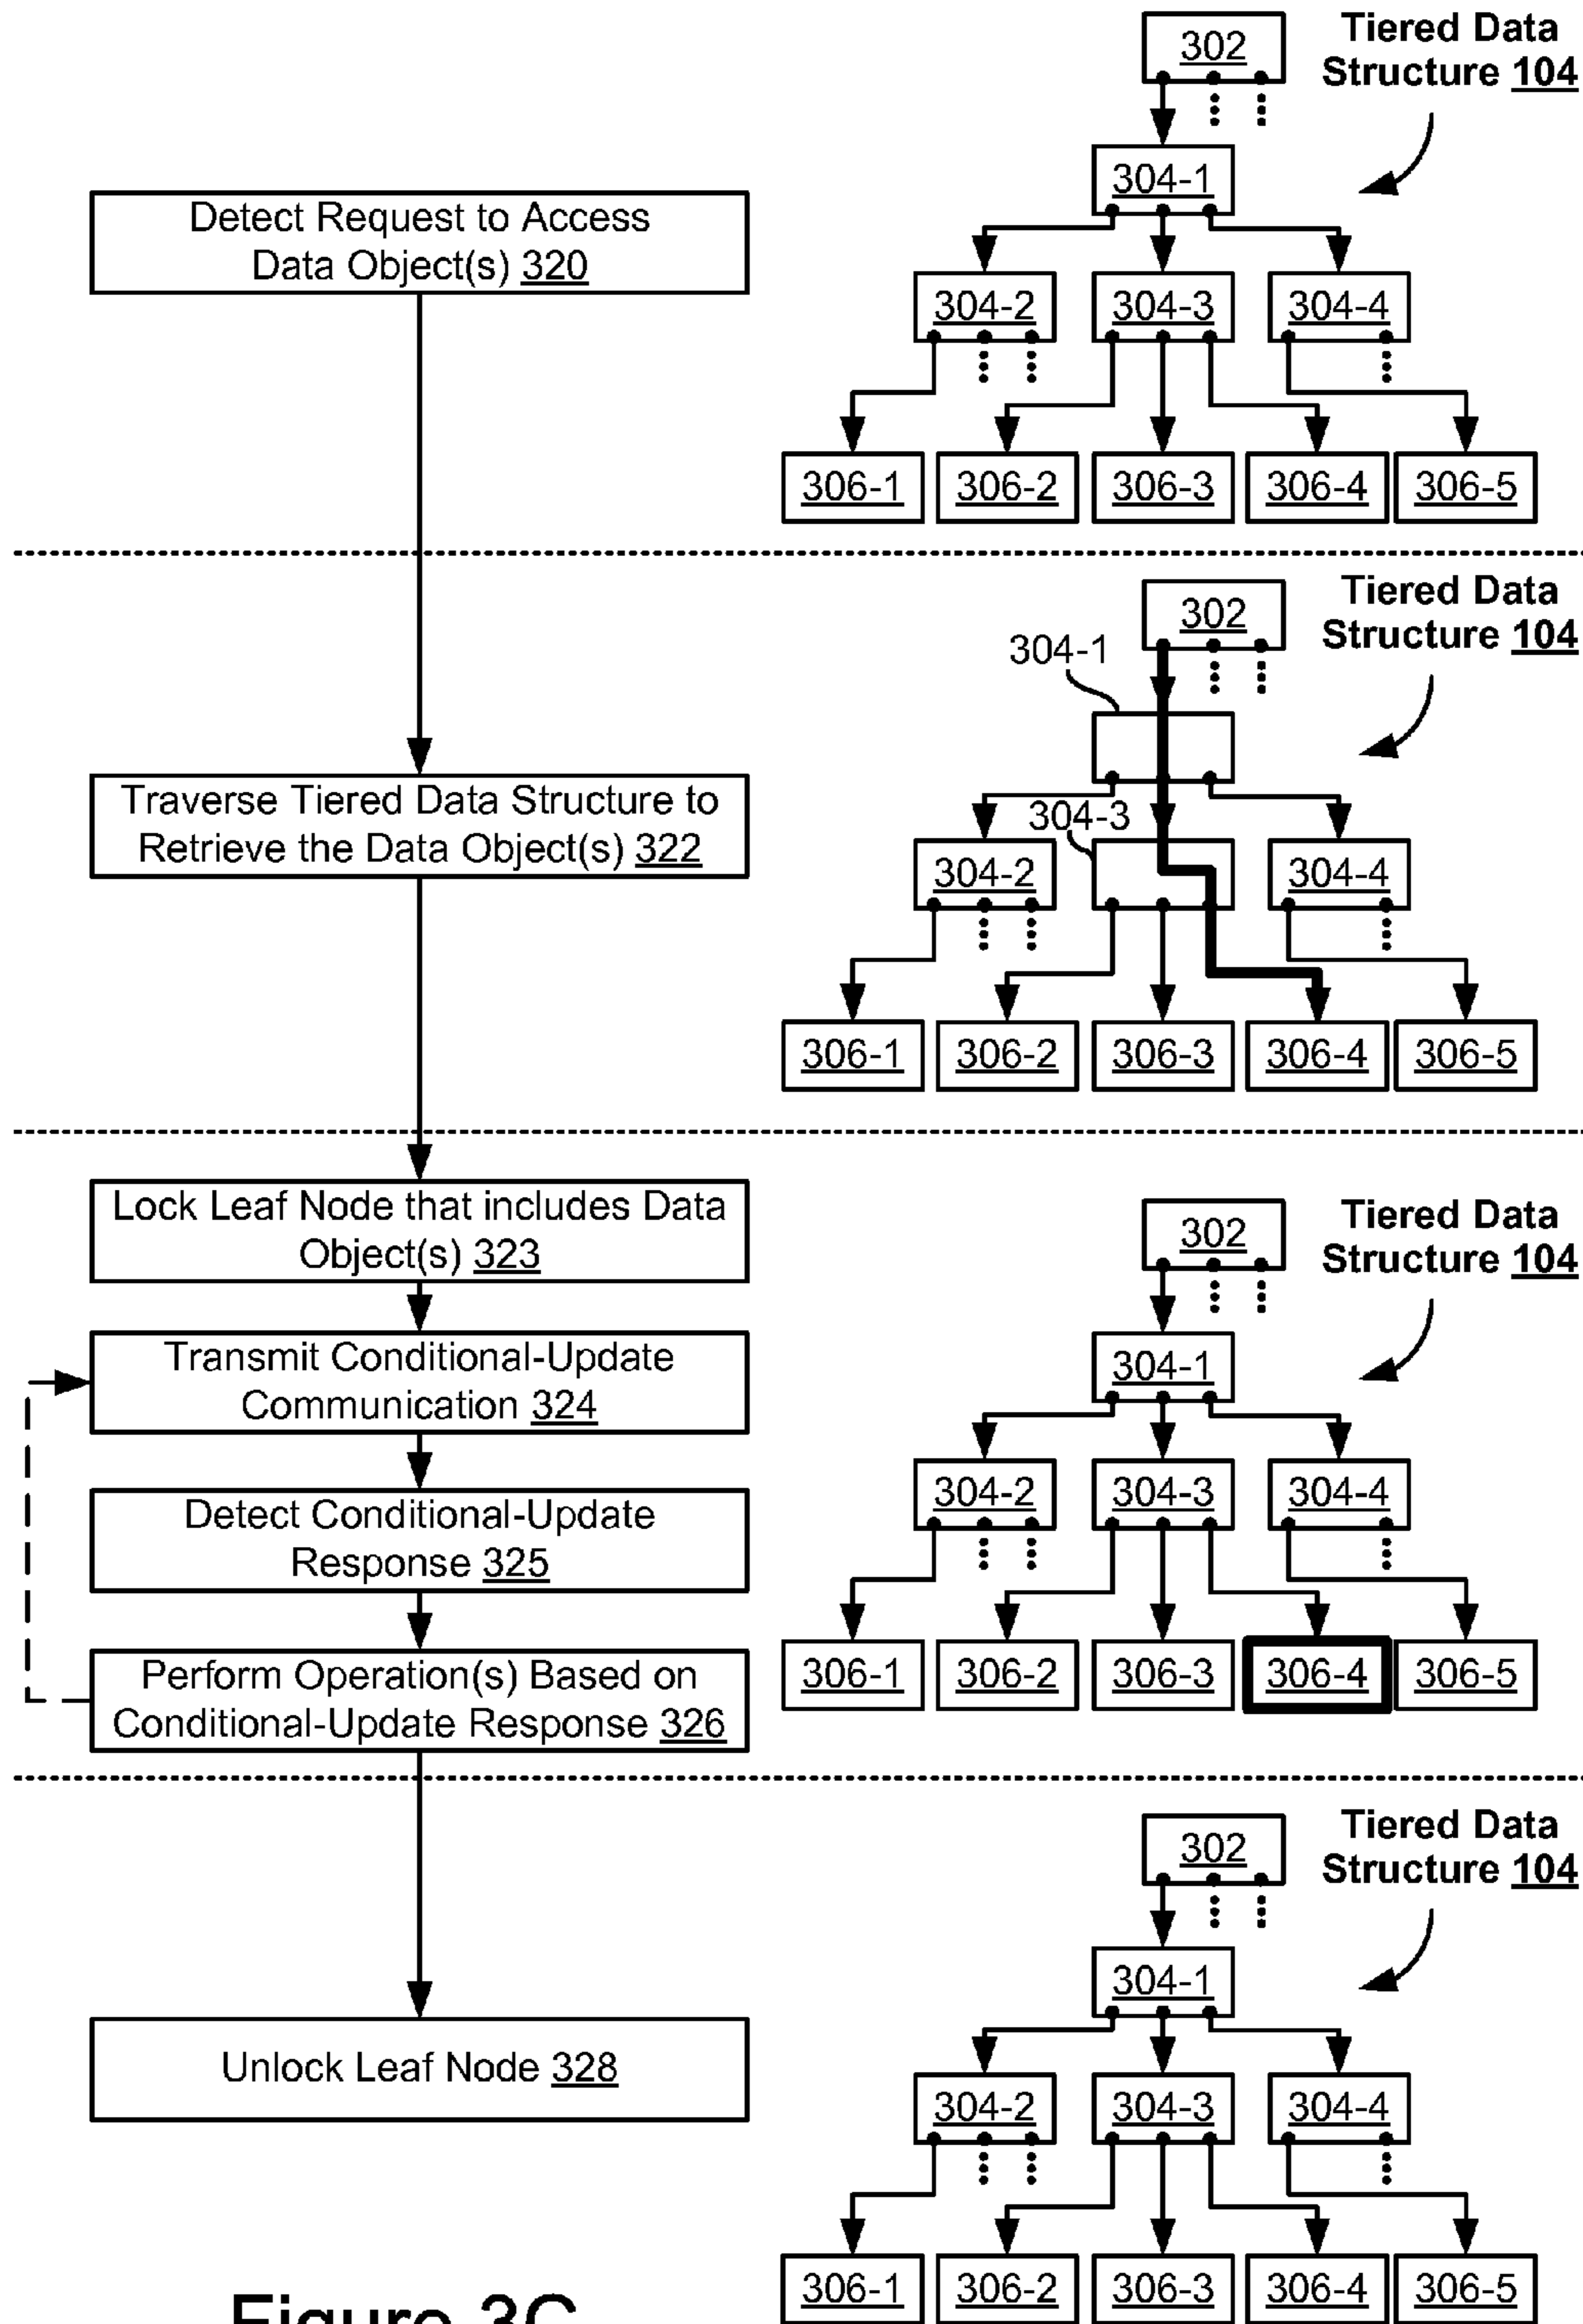 302
Tiered Data
Structure 104
304-1
Detect Request to Access
Data Object(s) 320
304-2
304-3
304-4
306-1
306-2
306-3
306-4
306-5
302
Tiered Data
Structure 104
304-1
Traverse Tiered Data Structure to
Retrieve the Data Object(s) 322
304-3
304-2
304-4
306-1
306-2
306-3
306-4
306-5
Lock Leaf Node that includes Data
Object(s) 323
Transmit Conditional-Update
Communication 324
Detect Conditional-Update
Response 325
Perform Operation(s) Based on
Conditional-Update Response 326
302
Tiered Data
Structure 104
304-1
304-2
304-3
304-4
306-1
306-2
306-3
306-4
306-5
302
Tiered Data
Structure 104
304-1
Unlock Leaf Node 328
304-2
304-3
304-4
306-1
306-2
306-3
306-4
306-5
Figure 3C